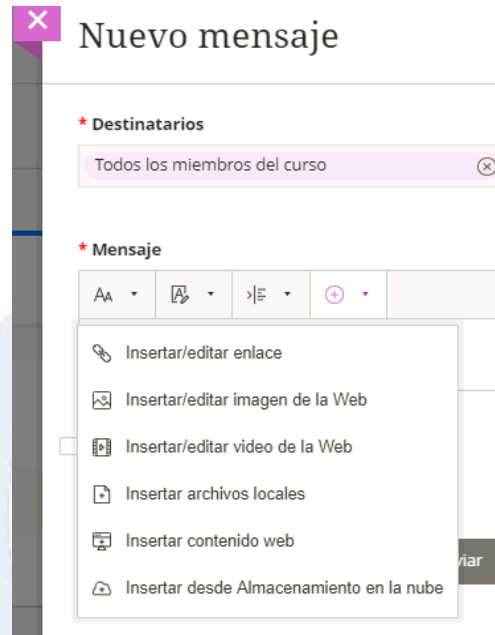 Nuevo mensaje
* Destinatarios
Todos los miembros del curso
* Mensaje
Insertar/editar enlace
Insertar/editar imagen de la Web
Insertar/editar video de la Web
Insertar archivos locales
Insertar contenido web
Insertar desde Almacenamiento en la nube